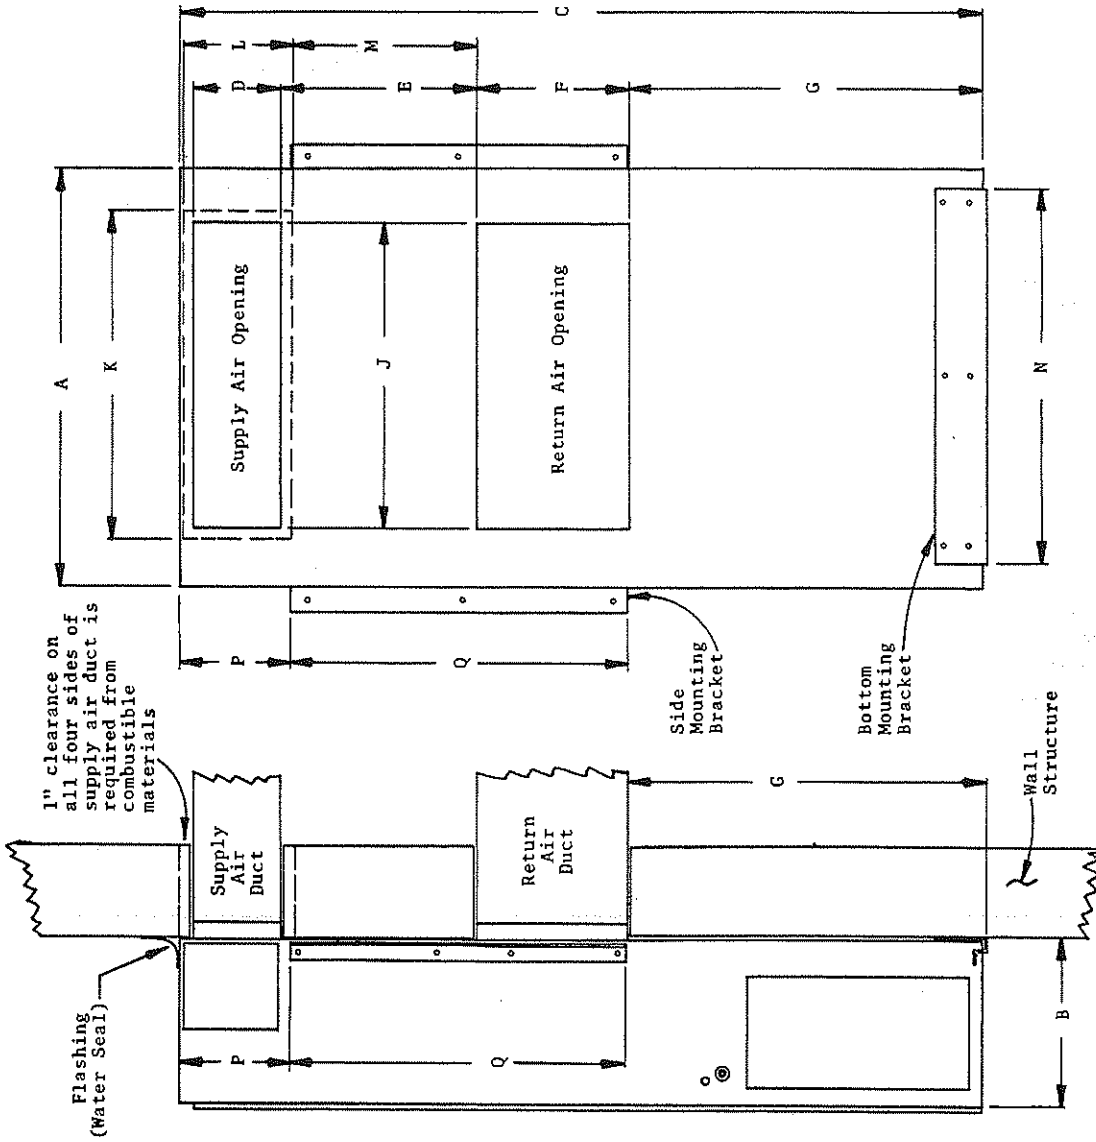 C
L
M
D
E
F
G
A
K
J
Supply Air Opening
Return Air Opening
N
P
Q
Side
Mounting
Bracket
Bottom
Mounting
Bracket
1" clearance on
all four sides of
supply air duct is
required from
combustible
materials
Supply
Air
Duct
Return
Air
Duct
G
Wall
Structure
Flashing
(Water Seal)
P
Q
B